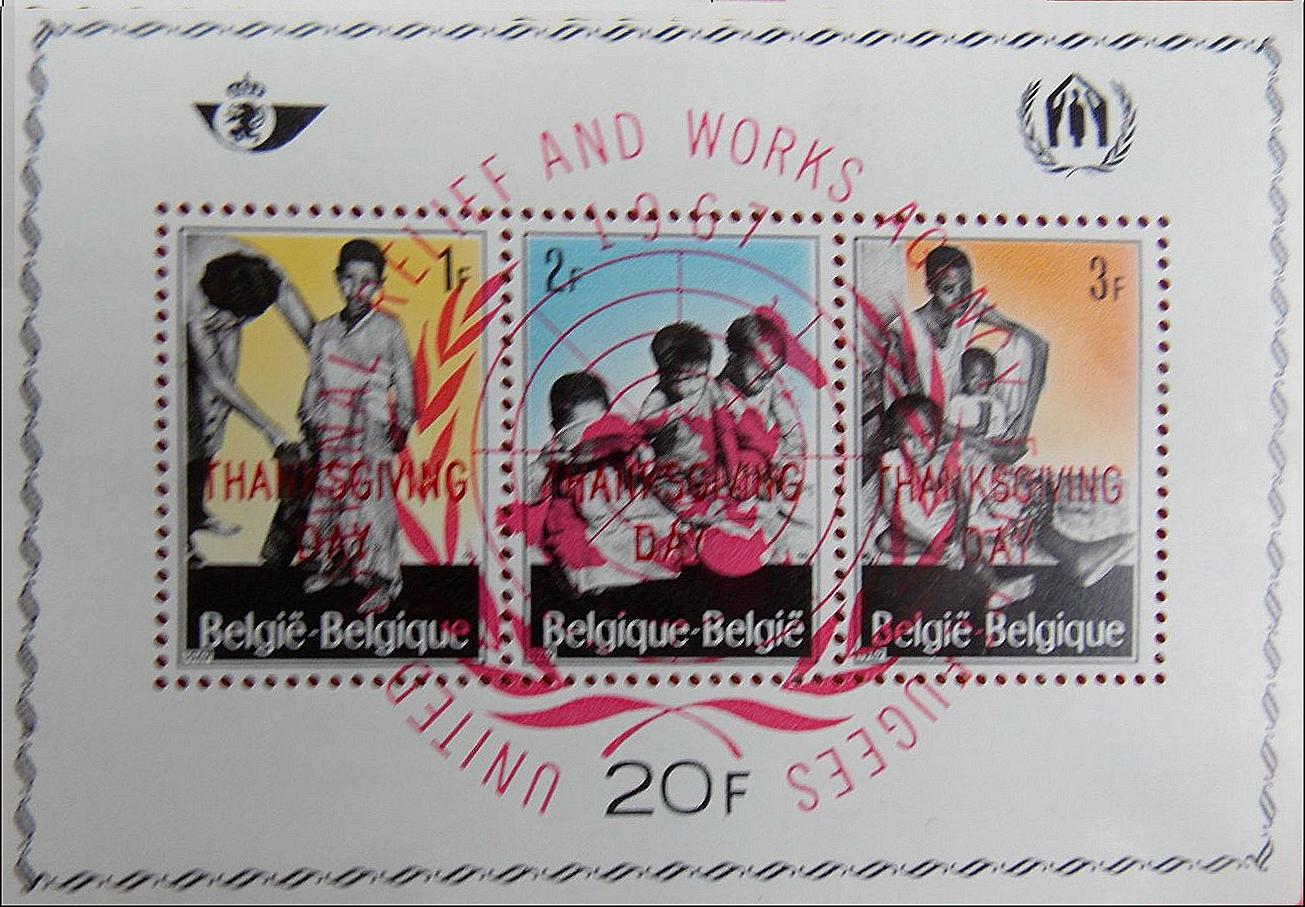 RELIEF AND WORKS
1967
1F
2F
3F
THANKSGIVING
DAY
THANKSGIVING
DAY
THANKSGIVING
DAY
België-Belgique
Belgique-België
België-Belgique
UNITED
20F